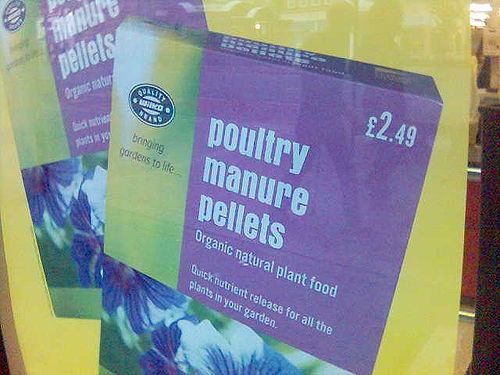 manure
pellets
Organic natur
Quick nutrien
plants in yo
QUALITY
BRAND
bringing
gardens to life...
£2.49
poultry
manure
pellets
Organic natural plant food
Quick nutrient release for all the
plants in your garden.